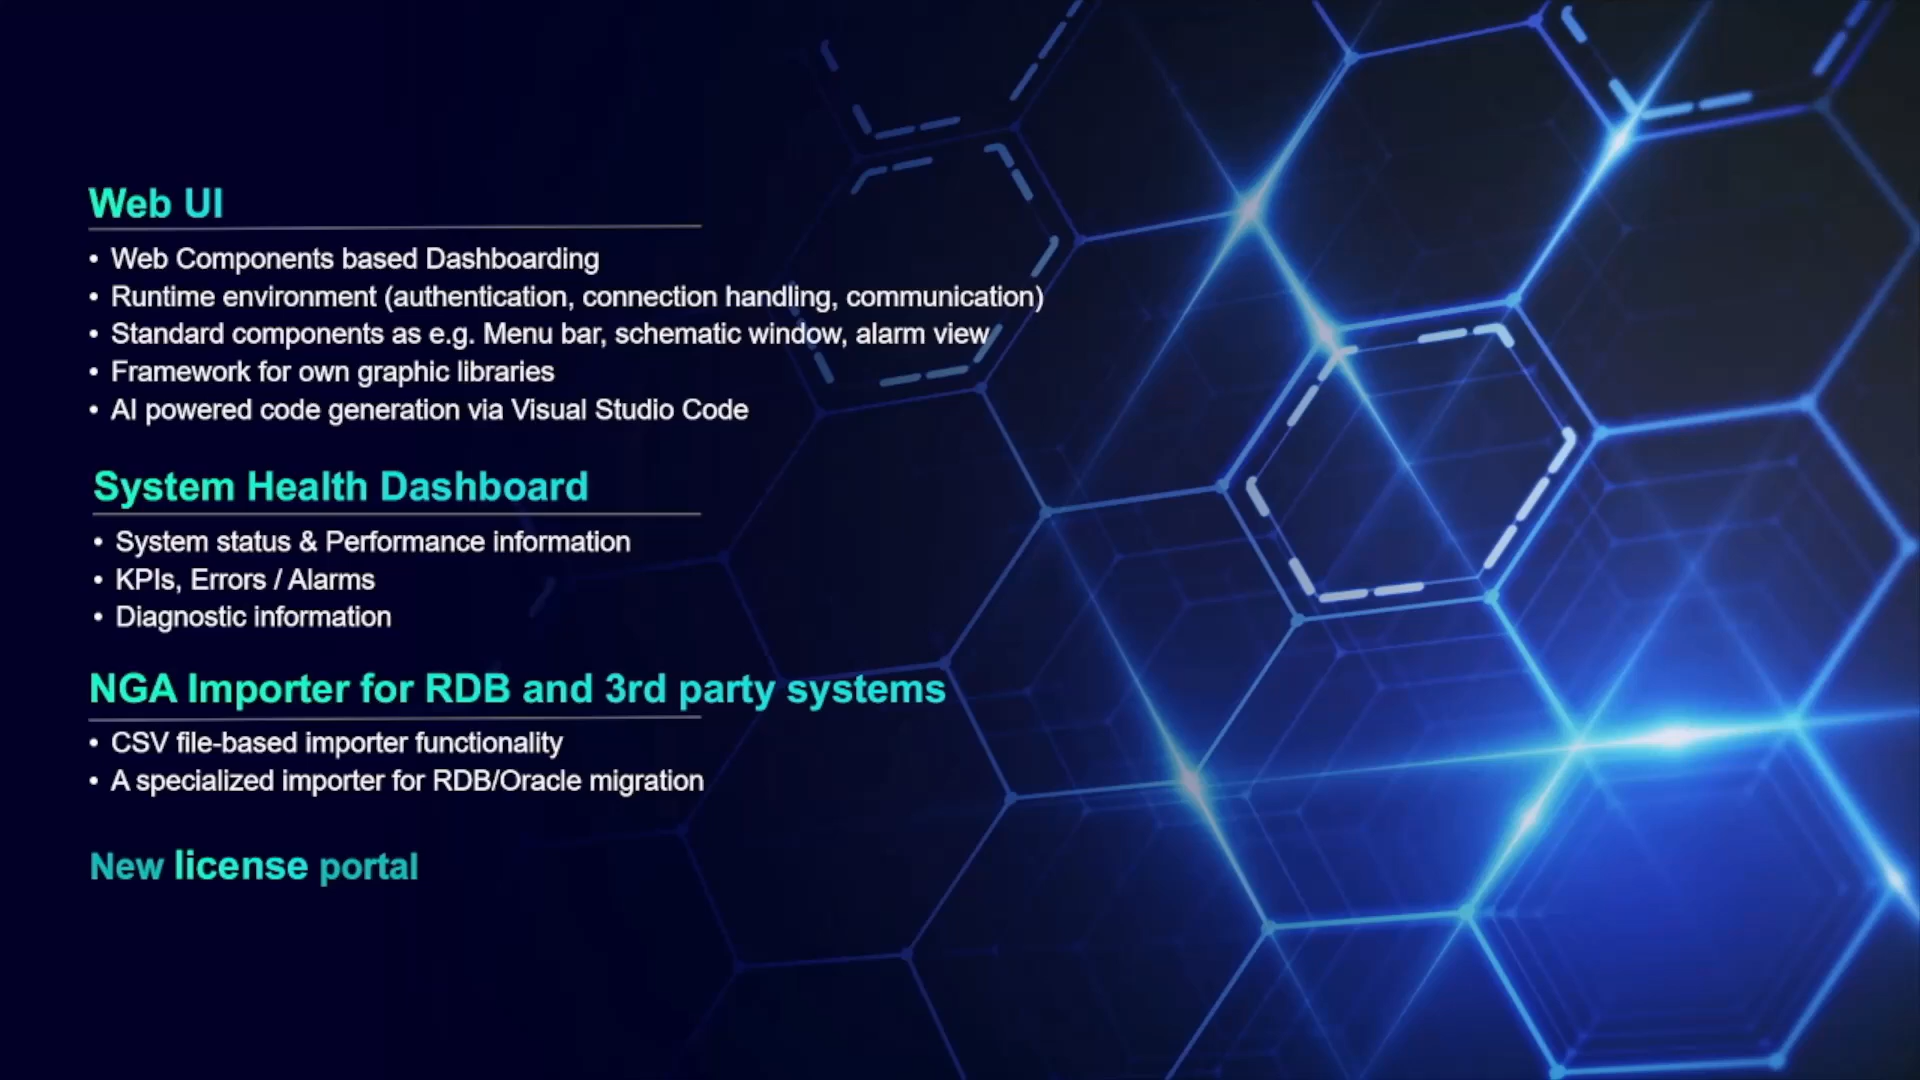 Web UI
• Web Components based Dashboarding
• Runtime environment (authentication, connection handling, communication)
• Standard components as e.g. Menu bar, schematic window, alarm view
• Framework for own graphic libraries
• AI powered code generation via Visual Studio Code
System Health Dashboard
• System status & Performance information
• KPIs, Errors / Alarms
• Diagnostic information
NGA Importer for RDB and 3rd party systems
• CSV file-based importer functionality
• A specialized importer for RDB/Oracle migration
New license portal